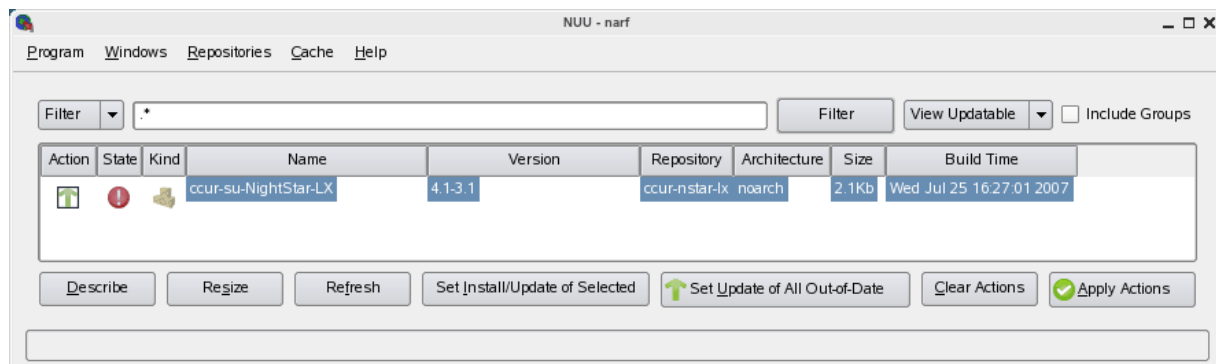 NUU - narf
Program Windows Repositories Cache Help
Filter .* Filter View Updatable Include Groups
Action State Kind Name Version Repository Architecture Size Build Time
ccur-su-NightStar-LX 4.1-3.1 ccur-nstar-lx noarch 2.1Kb Wed Jul 25 16:27:01 2007
Describe Resize Refresh Set Install/Update of Selected Set Update of All Out-of-Date Clear Actions Apply Actions